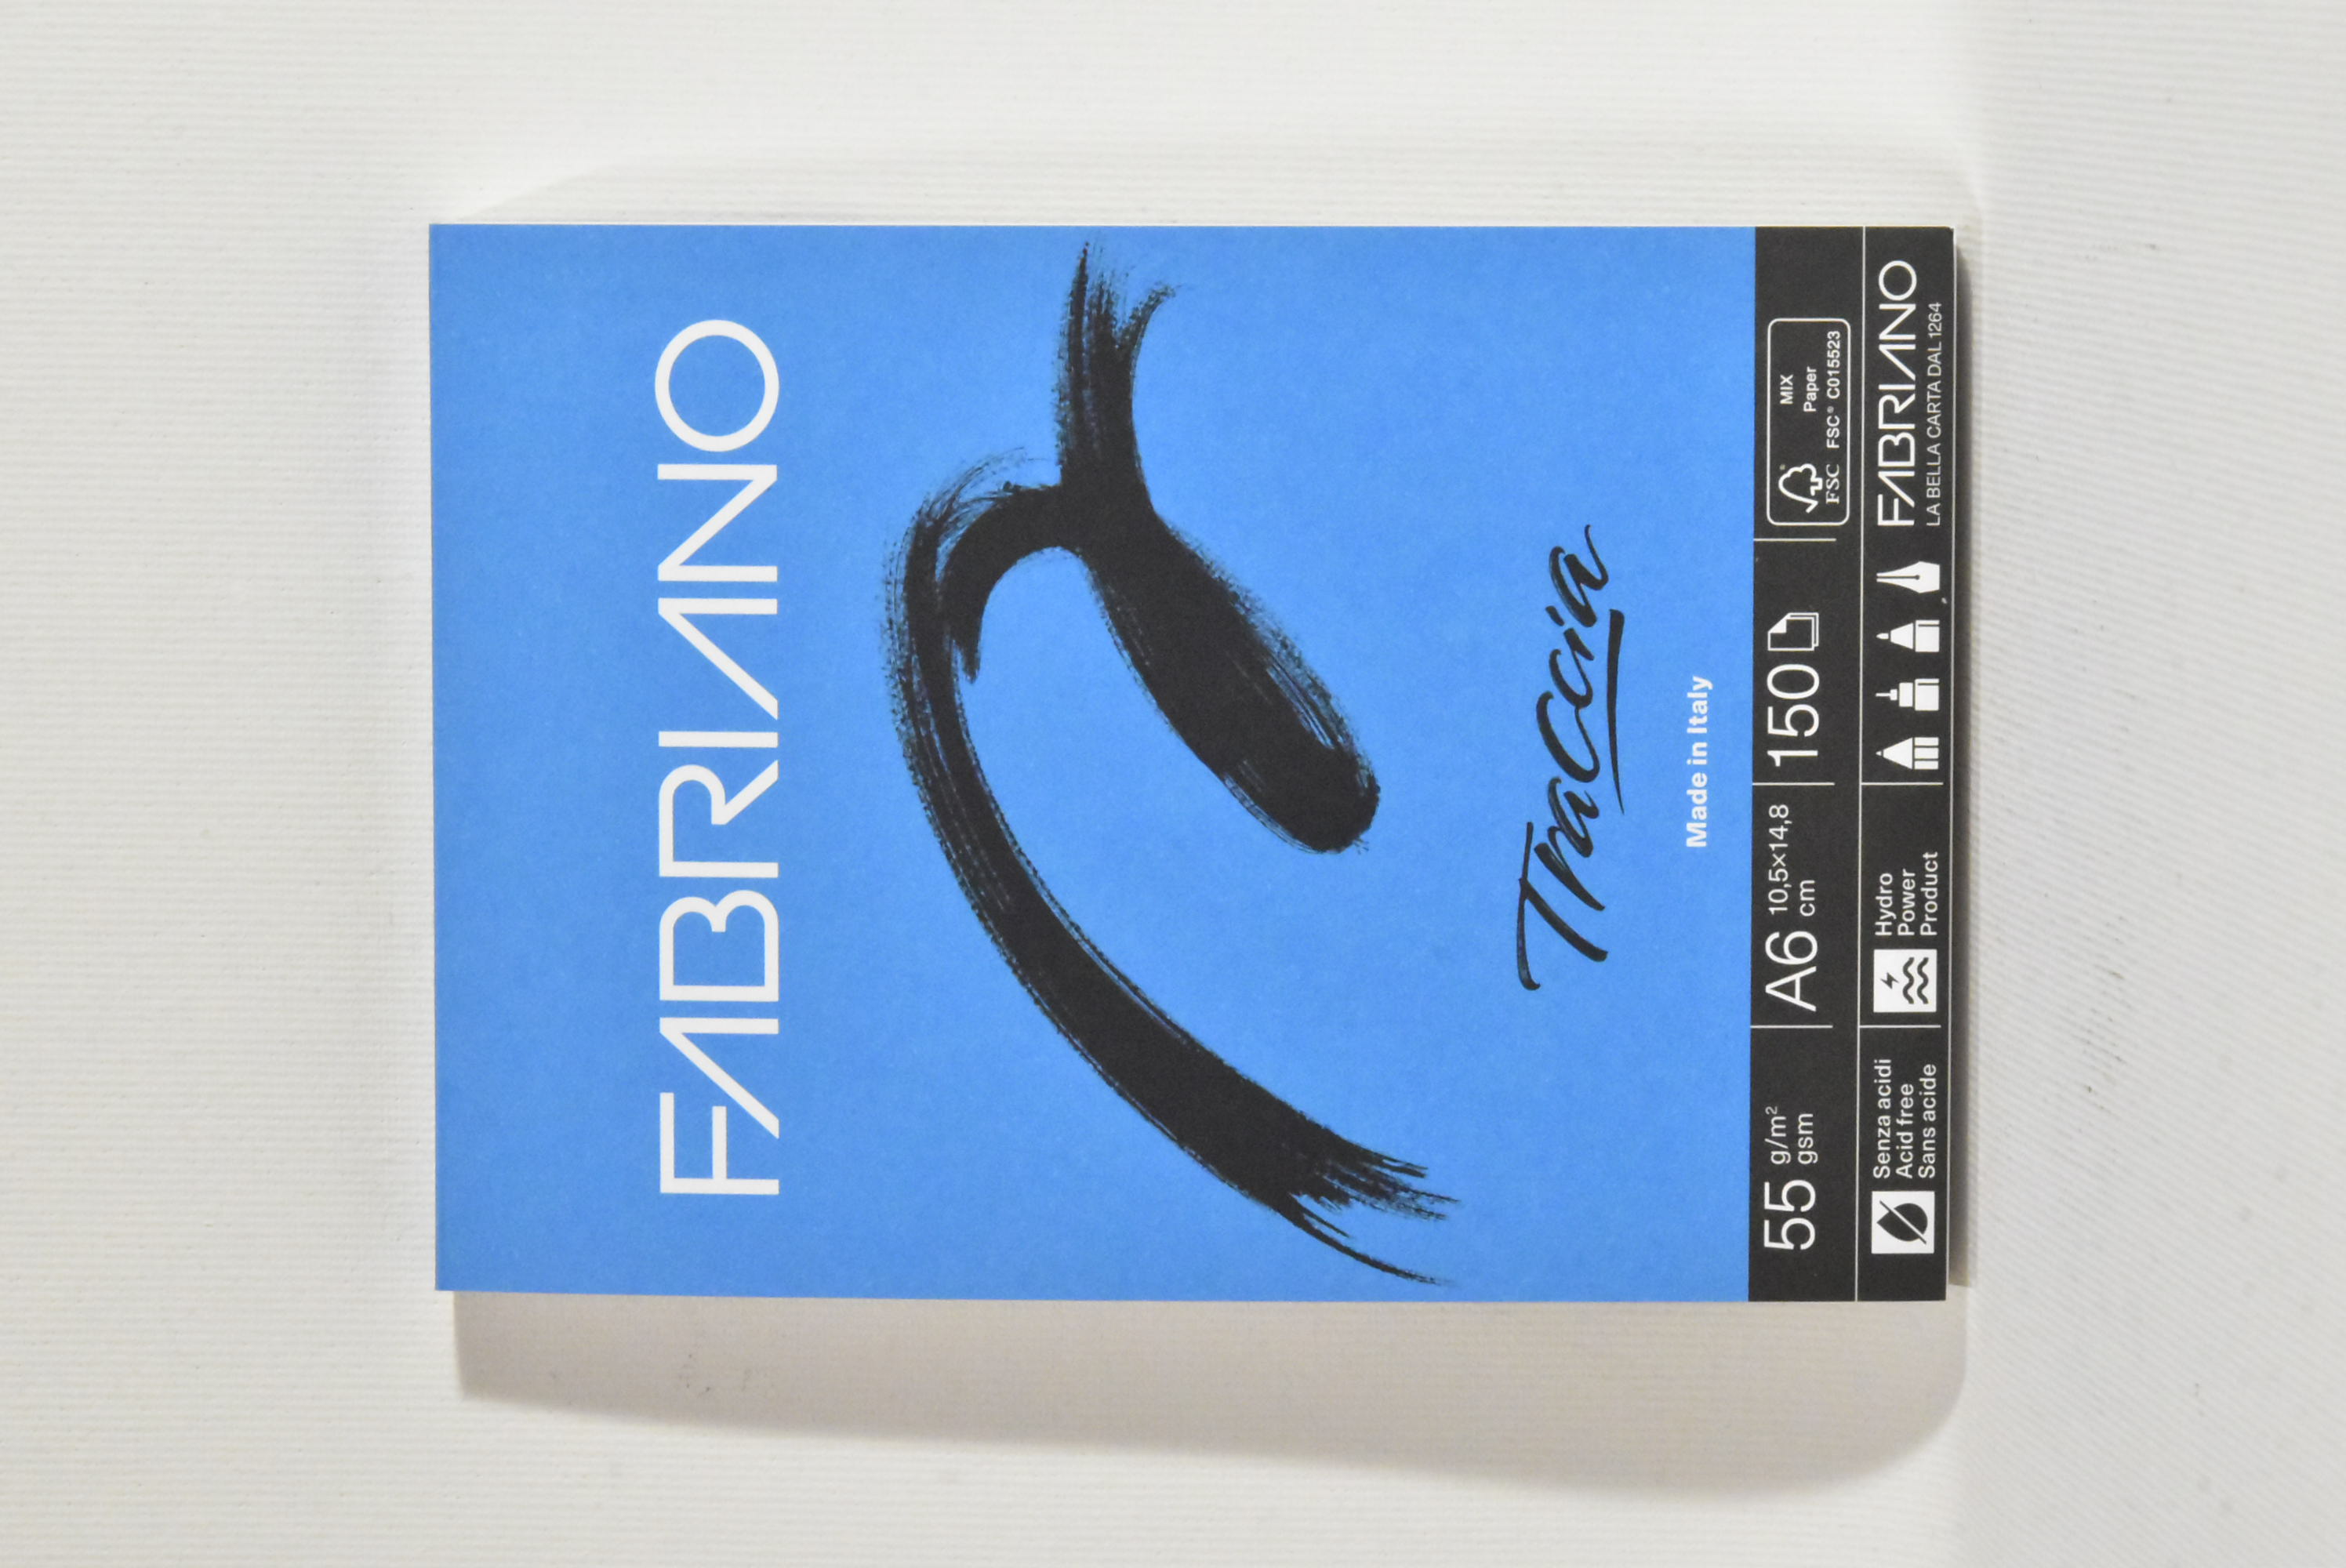 FABRIANO
Traccia
Made in Italy
55 g/m² gsm
A6 10,5×14,8 cm
150
FSC
MIX
Paper
FSC® C015523
Senza acidi
Acid free
Sans acide
Hydro
Power
Product
FABRIANO
LA BELLA CARTA DAL 1264